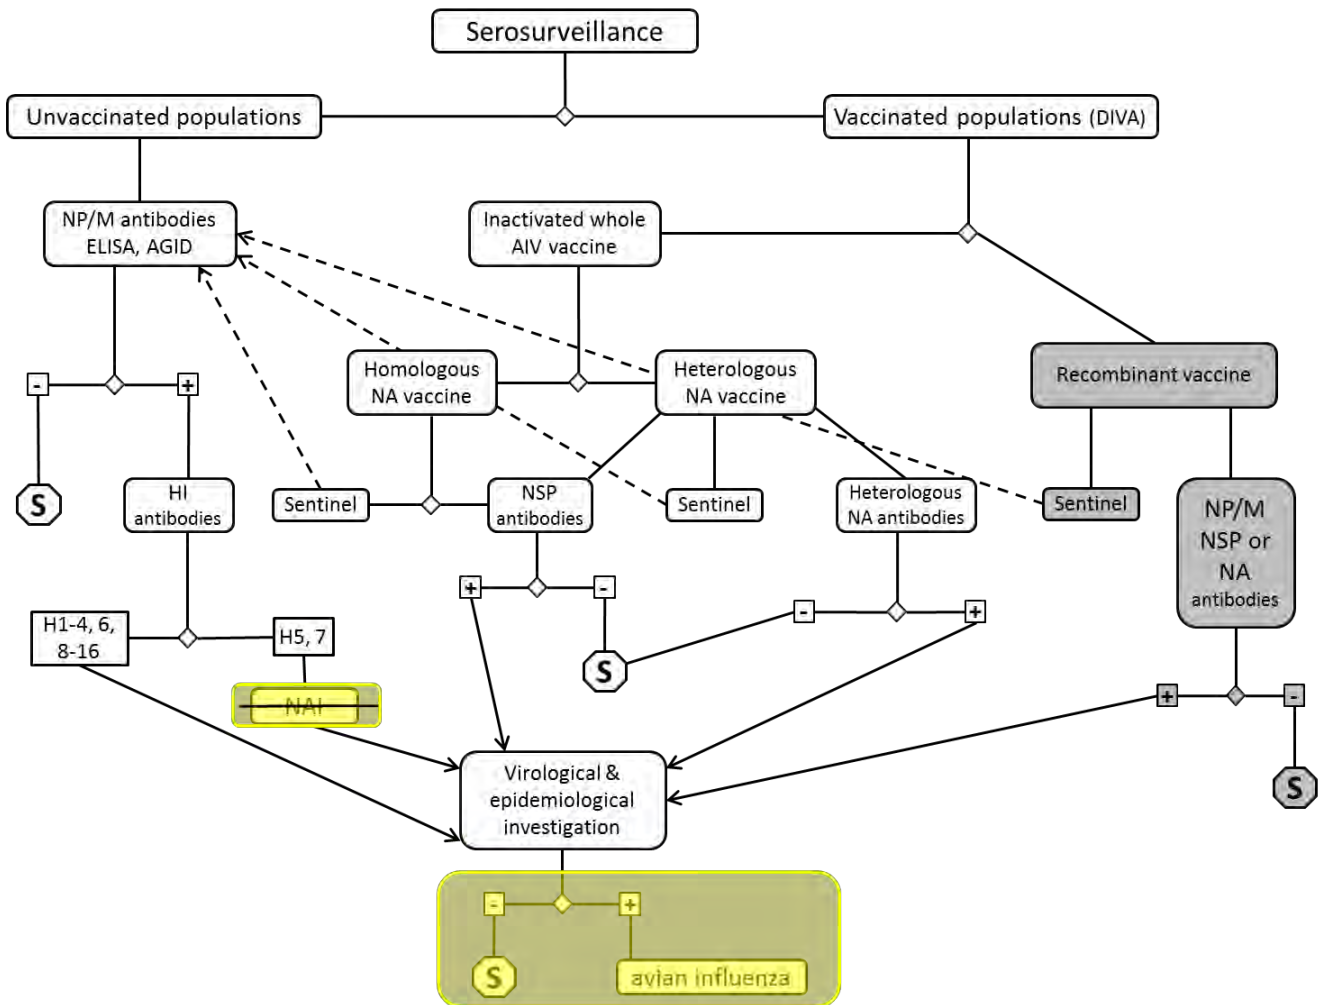 Serosurveillance
Unvaccinated populations
Vaccinated populations (DIVA)
NP/M antibodies
ELISA, AGID
Inactivated whole
AIV vaccine
Homologous
NA vaccine
Heterologous
NA vaccine
Recombinant vaccine
-
+
S
HI
antibodies
Sentinel
NSP
antibodies
Sentinel
Heterologous
NA antibodies
Sentinel
NP/M
NSP or
NA
antibodies
+
-
-
+
H1-4, 6,
8-16
H5, 7
S
NAI
+
-
S
Virological &
epidemiological
investigation
-
+
S
avian influenza